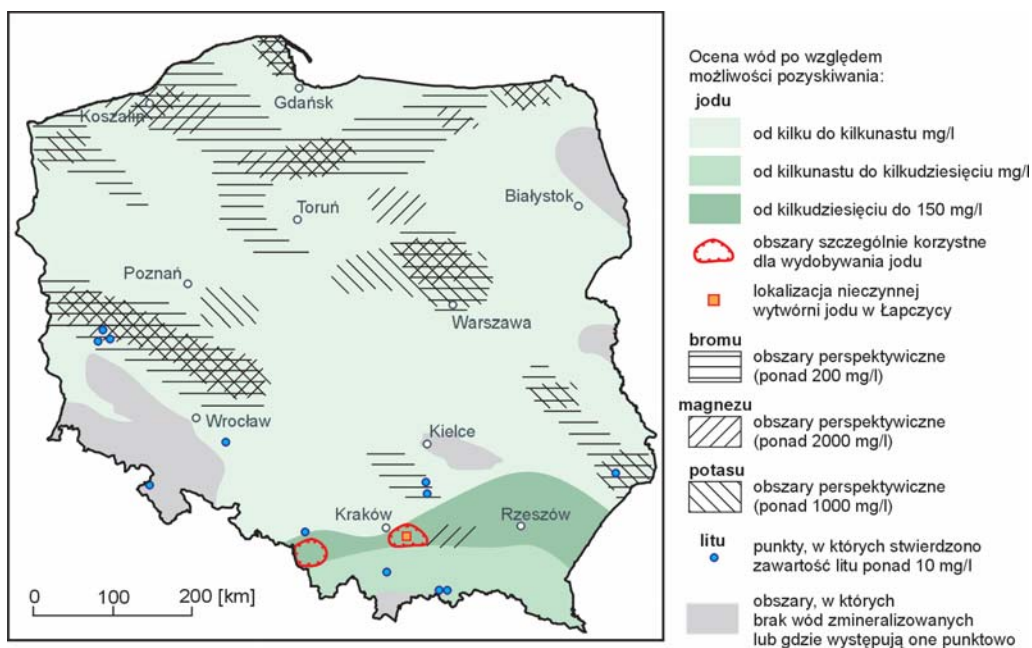 Gdańsk
Koszalin
Białystok
Toruń
Poznań
Warszawa
Wrocław
Kielce
Kraków
Rzeszów
0 100 200 [km]
Ocena wód po względem
możliwości pozyskiwania:
jodu
od kilku do kilkunastu mg/l
od kilkunastu do kilkudziesięciu mg/l
od kilkudziesięciu do 150 mg/l
obszary szczególnie korzystne
dla wydobywania jodu
lokalizacja nieczynnej
wytwórni jodu w Łapczycy
bromu
obszary perspektywiczne
(ponad 200 mg/l)
magnezu
obszary perspektywiczne
(ponad 2000 mg/l)
potasu
obszary perspektywiczne
(ponad 1000 mg/l)
litu
punkty, w których stwierdzono
zawartość litu ponad 10 mg/l
obszary, w których
brak wód zmineralizowanych
lub gdzie występują one punktowo